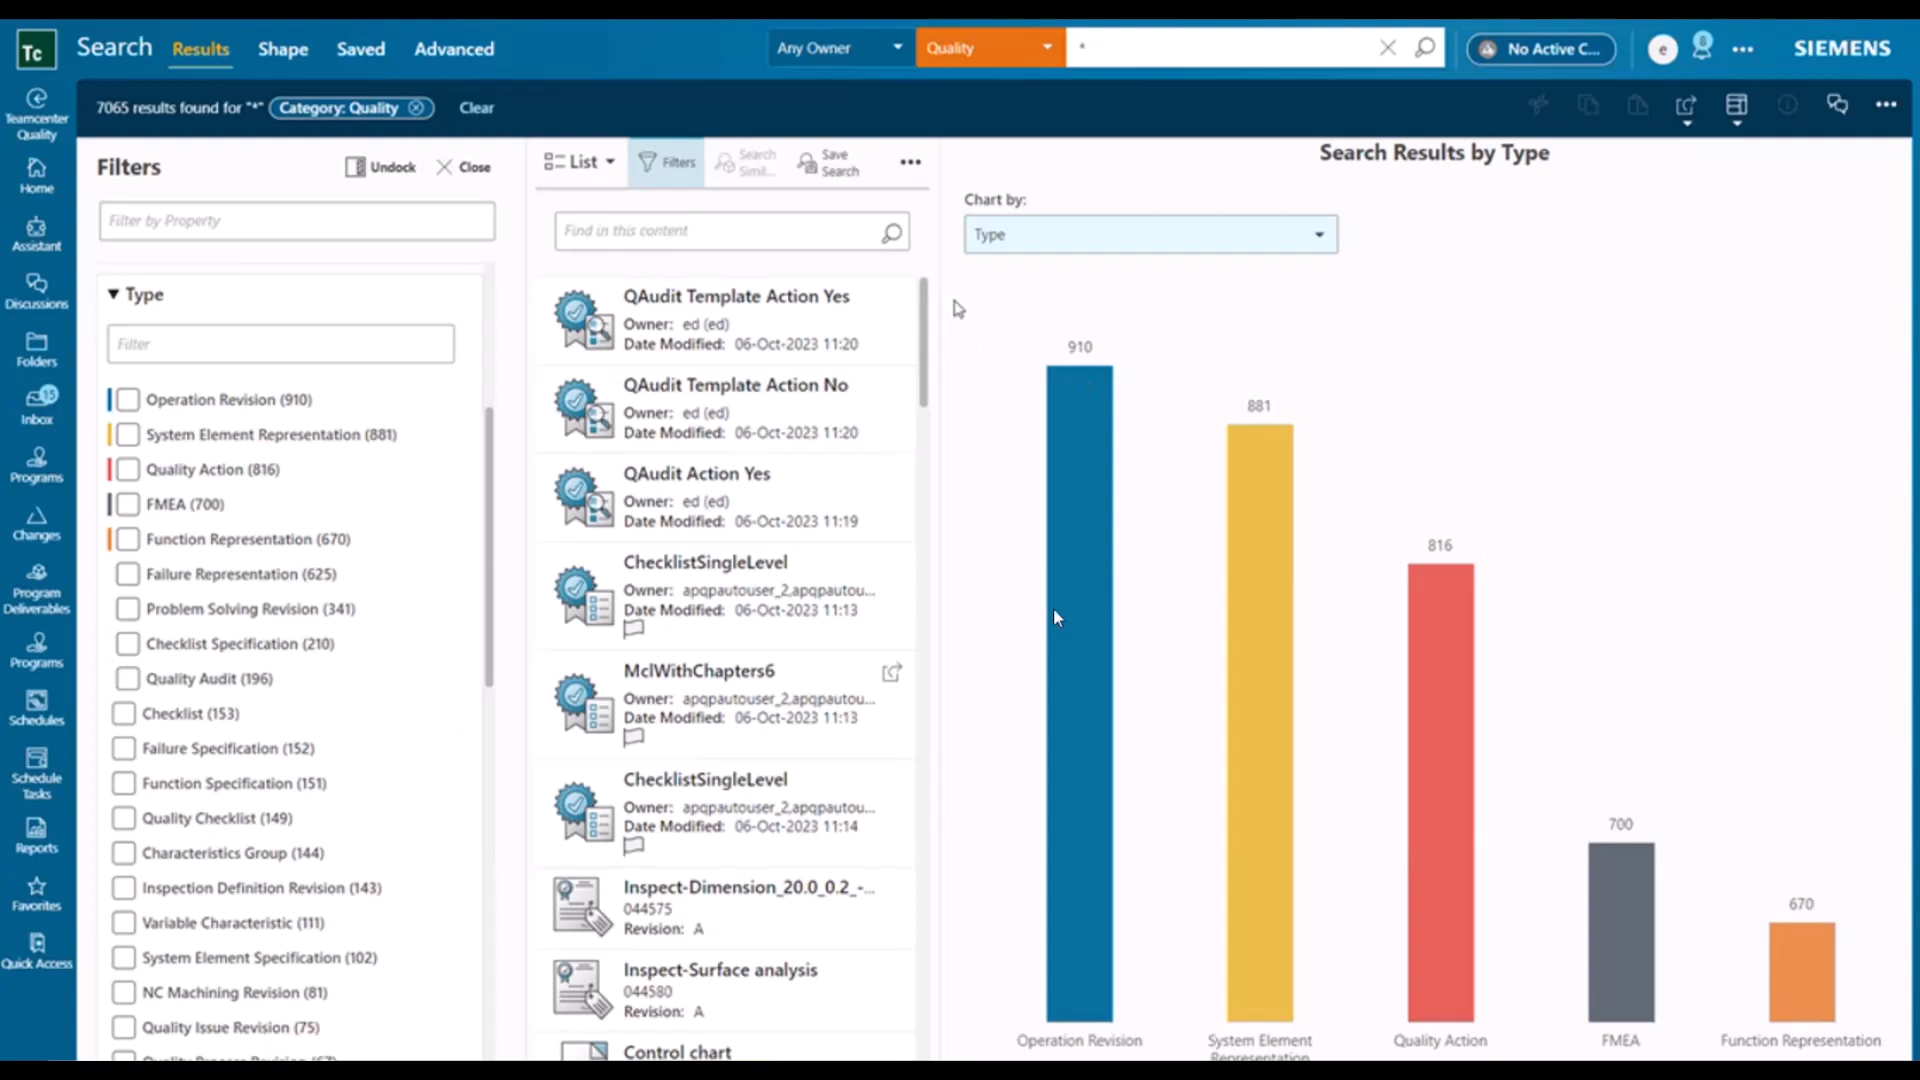 Tc
Search
Results
Shape
Saved
Advanced
Any Owner
Quality
*
No Active C...
e
8
SIEMENS
7065 results found for "*"
Category: Quality
Clear
Teamcenter
Quality
Home
Assistant
Discussions
Folders
15
Inbox
Programs
Changes
Program
Deliverables
Programs
Schedules
Schedule
Tasks
Reports
Favorites
Quick Access
Filters
Undock
Close
Filter by Property
Type
Filter
Operation Revision (910)
System Element Representation (881)
Quality Action (816)
FMEA (700)
Function Representation (670)
Failure Representation (625)
Problem Solving Revision (341)
Checklist Specification (210)
Quality Audit (196)
Checklist (153)
Failure Specification (152)
Function Specification (151)
Quality Checklist (149)
Characteristics Group (144)
Inspection Definition Revision (143)
Variable Characteristic (111)
System Element Specification (102)
NC Machining Revision (81)
Quality Issue Revision (75)
List
Filters
Search
Simil...
Save
Search
Find in this content
QAudit Template Action Yes
Owner: ed (ed)
Date Modified: 06-Oct-2023 11:20
QAudit Template Action No
Owner: ed (ed)
Date Modified: 06-Oct-2023 11:20
QAudit Action Yes
Owner: ed (ed)
Date Modified: 06-Oct-2023 11:19
ChecklistSingleLevel
Owner: apqpautouser_2,apqpautou...
Date Modified: 06-Oct-2023 11:13
MclWithChapters6
Owner: apqpautouser_2,apqpautou...
Date Modified: 06-Oct-2023 11:13
ChecklistSingleLevel
Owner: apqpautouser_2,apqpautou...
Date Modified: 06-Oct-2023 11:14
Inspect-Dimension_20.0_0.2_-...
044575
Revision: A
Inspect-Surface analysis
044580
Revision: A
Control chart
Search Results by Type
Chart by:
Type
910
881
816
700
670
Operation Revision
System Element
Representation
Quality Action
FMEA
Function Representation